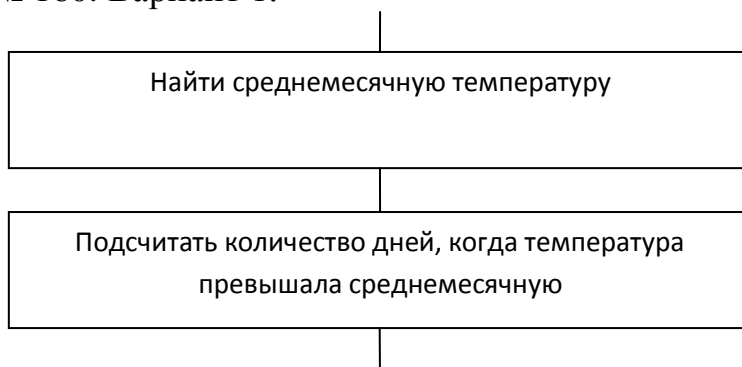 Найти среднемесячную температуру
Подсчитать количество дней, когда температура
превышала среднемесячную